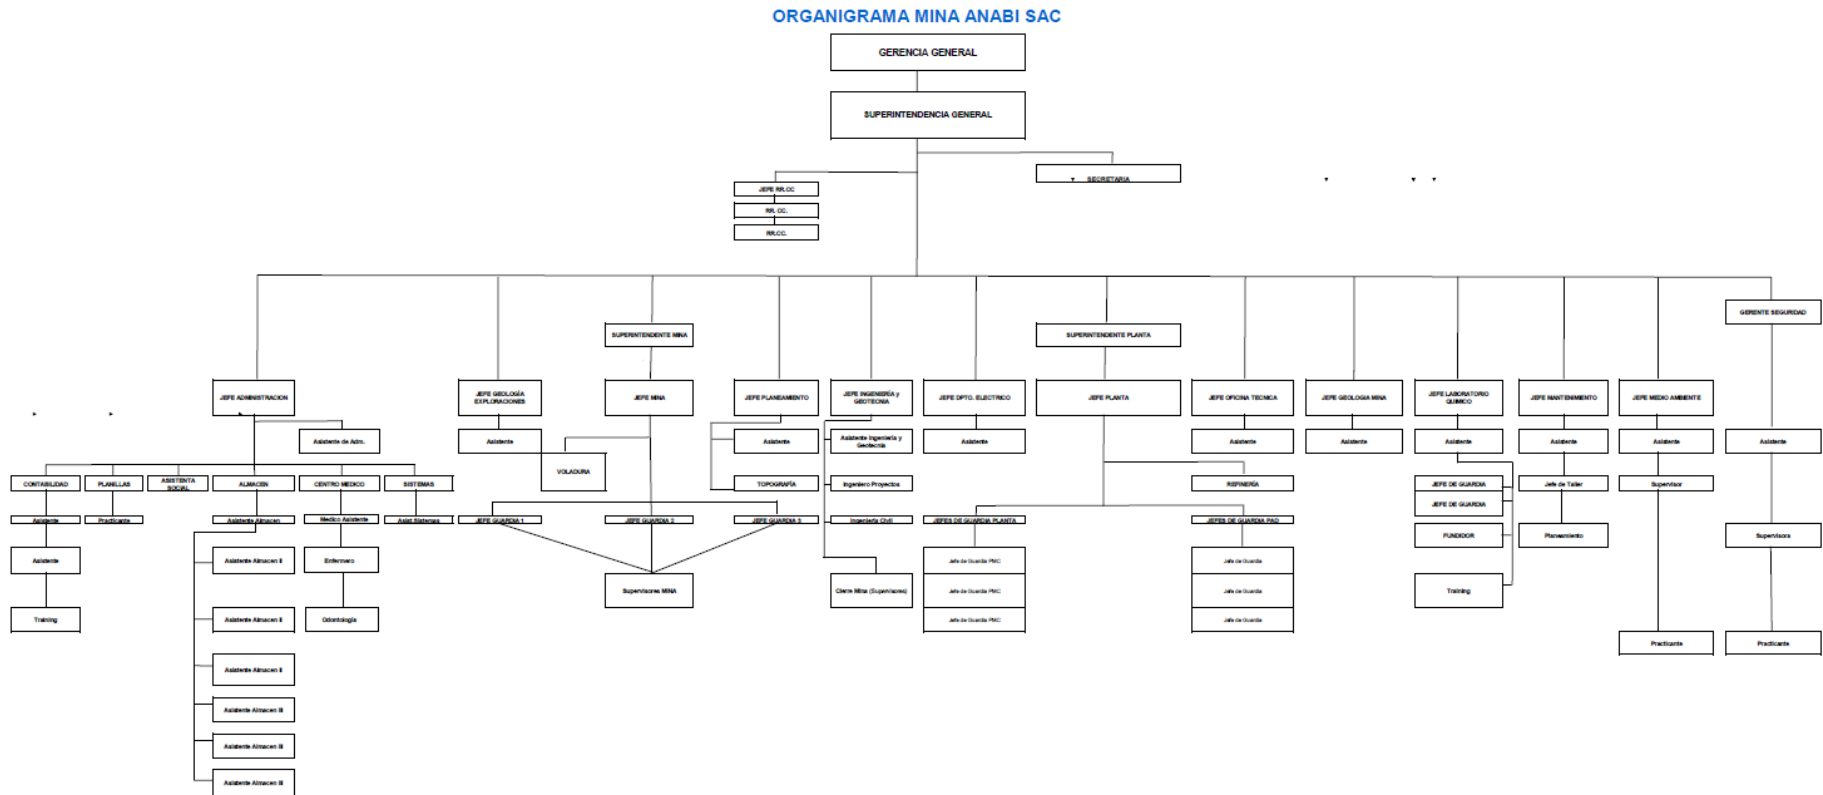 ORGANIGRAMA MINA ANABI SAC
GERENCIA GENERAL
SUPERINTENDENCIA GENERAL
SECRETARIA
JEFE RR.CC
RR. CC.
RR.CC.
GERENTE SEGURIDAD
SUPERINTENDENTE MINA
SUPERINTENDENTE PLANTA
JEFE ADMINISTRACION
JEFE GEOLOGÍA
EXPLORACIONES
JEFE MINA
JEFE PLANEAMIENTO
JEFE INGENIERÍA y
GEOTECNIA
JEFE DPTO. ELECTRICO
JEFE PLANTA
JEFE OFICINA TECNICA
JEFE GEOLOGIA MINA
JEFE LABORATORIO
QUIMICO
JEFE MANTENIMIENTO
JEFE MEDIO AMBIENTE
Asistente de Adm.
Asistente
Asistente
Asistente Ingenieria y
Geotecnia
Asistente
Asistente
Asistente
Asistente
Asistente
Asistente
Asistente
VOLADURA
CONTABILIDAD
PLANILLAS
ASISTENTA
SOCIAL
ALMACEN
CENTRO MEDICO
SISTEMAS
TOPOGRAFÍA
Ingeniero Proyectos
REFINERÍA
JEFE DE GUARDIA
Jefe de Taller
Supervisor
JEFE DE GUARDIA
Asistente
Practicante
Asistente Almacen
Medico Asistente
Asist.Sistemas
JEFE GUARDIA 1
JEFE GUARDIA 2
JEFE GUARDIA 3
Ingenieria Civil
JEFES DE GUARDIA PLANTA
JEFES DE GUARDIA PAD
FUNDIDOR
Planeamiento
Supervisora
Asistente
Asistente Almacen II
Enfermero
Jefe de Guardia PMC
Jefe de Guardia
Supervisores MINA
Cierre Mina (Supervisores)
Jefe de Guardia PMC
Jefe de Guardia
Training
Training
Asistente Almacen II
Odontologia
Jefe de Guardia PMC
Jefe de Guardia
Practicante
Practicante
Asistente Almacen II
Asistente Almacen III
Asistente Almacen III
Asistente Almacen III